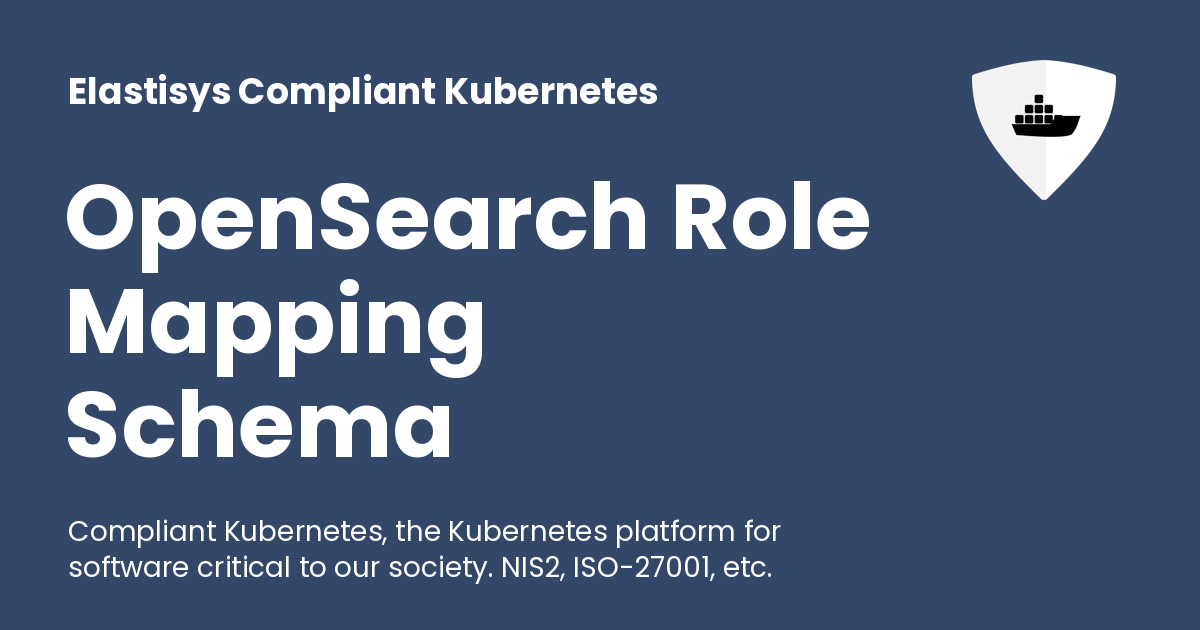 Elastisys Compliant Kubernetes
OpenSearch Role
Mapping
Schema
Compliant Kubernetes, the Kubernetes platform for
software critical to our society. NIS2, ISO-27001, etc.